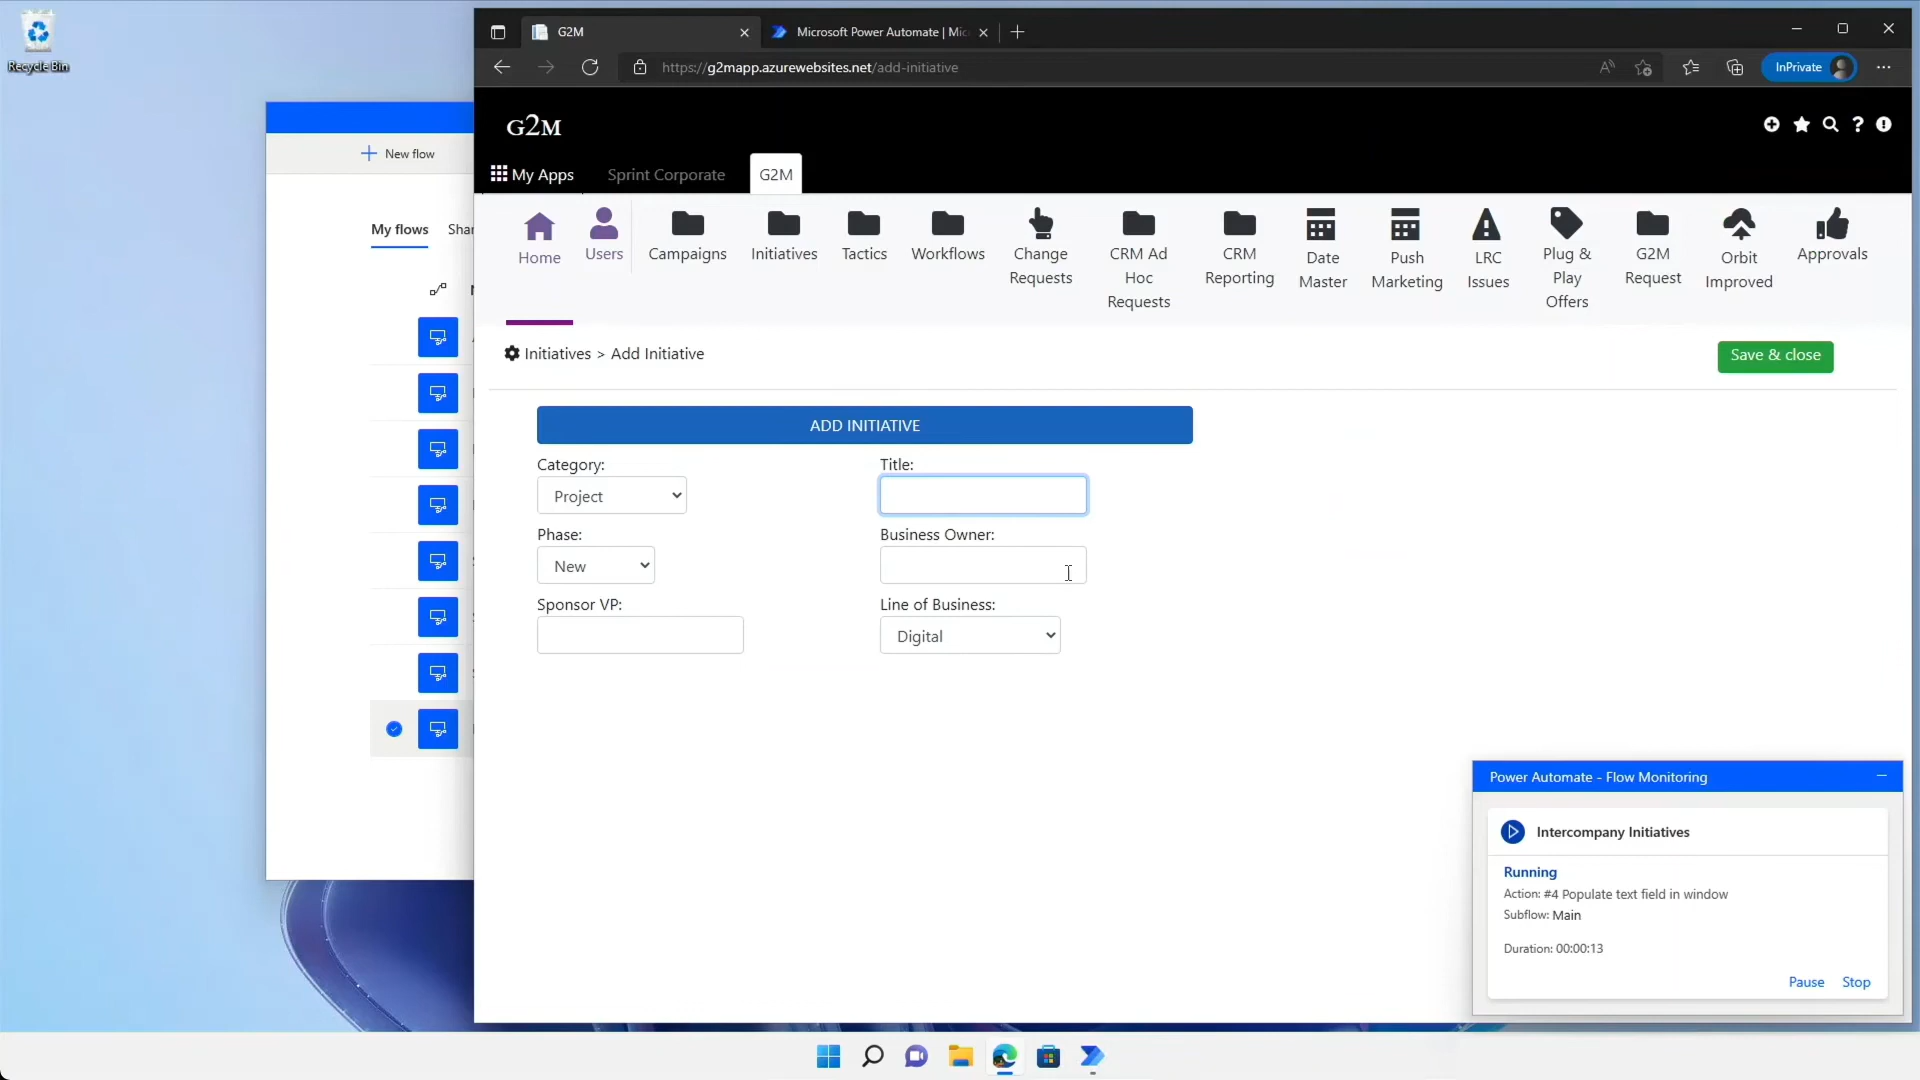 Recycle Bin
New flow
My flows
G2M
Microsoft Power Automate | Mic
https://g2mapp.azurewebsites.net/add-initiative
InPrivate
G2M
My Apps
Sprint Corporate
G2M
Home
Users
Campaigns
Initiatives
Tactics
Workflows
Change
Requests
CRM Ad
Hoc
Requests
CRM
Reporting
Date
Master
Push
Marketing
LRC
Issues
Plug &
Play
Offers
G2M
Request
Orbit
Improved
Approvals
Initiatives > Add Initiative
Save & close
ADD INITIATIVE
Category:
Title:
Project
Phase:
Business Owner:
New
Sponsor VP:
Line of Business:
Digital
Power Automate - Flow Monitoring
Intercompany Initiatives
Running
Action: #4 Populate text field in window
Subflow: Main
Duration: 00:00:13
Pause
Stop